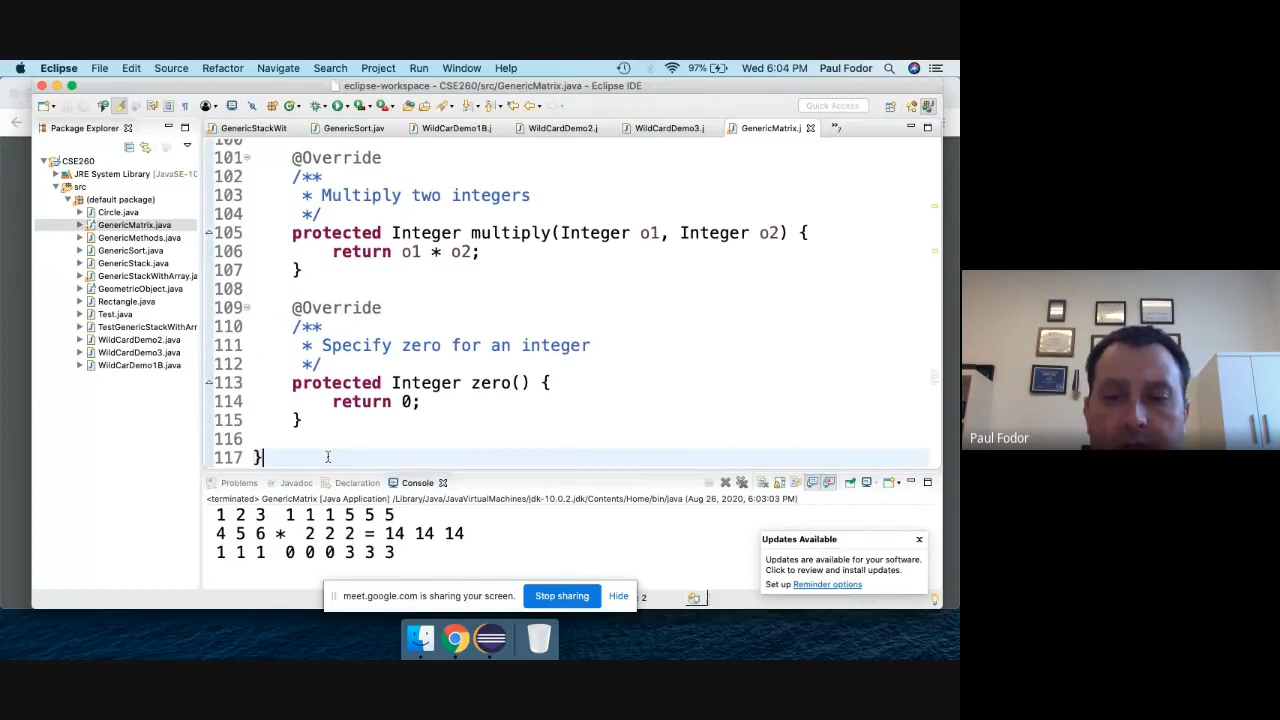 Eclipse File Edit Source Refactor Navigate Search Project Run Window Help 97% Wed 6:04 PM Paul Fodor
eclipse-workspace - CSE260/src/GenericMatrix.java - Eclipse IDE
Quick Access
Package Explorer
GenericStackWit GenericSort.jav WildCarDemo1B.j WildCardDemo2.j WildCarDemo3.j GenericMatrix.j »7
CSE260
JRE System Library [JavaSE-10
src
(default package)
Circle.java
GenericMatrix.java
GenericMethods.java
GenericSort.java
GenericStack.java
GenericStackWithArray.ja
GeometricObject.java
Rectangle.java
Test.java
TestGenericStackWithArr
WildCarDemo2.java
WildCarDemo3.java
WildCarDemo1B.java
100
101 @Override
102 /**
103 * Multiply two integers
104 */
105 protected Integer multiply(Integer o1, Integer o2) {
106 return o1 * o2;
107 }
108
109 @Override
110 /**
111 * Specify zero for an integer
112 */
113 protected Integer zero() {
114 return 0;
115 }
116
117 }
Problems Javadoc Declaration Console
<terminated> GenericMatrix [Java Application] /Library/Java/JavaVirtualMachines/jdk-10.0.2.jdk/Contents/Home/bin/java (Aug 26, 2020, 6:03:03 PM)
1 2 3 1 1 1 5 5 5
4 5 6 * 2 2 2 = 14 14 14
1 1 1 0 0 0 3 3 3
Updates Available
Updates are available for your software.
Click to review and install updates.
Set up Reminder options
meet.google.com is sharing your screen. Stop sharing Hide
2
Paul Fodor